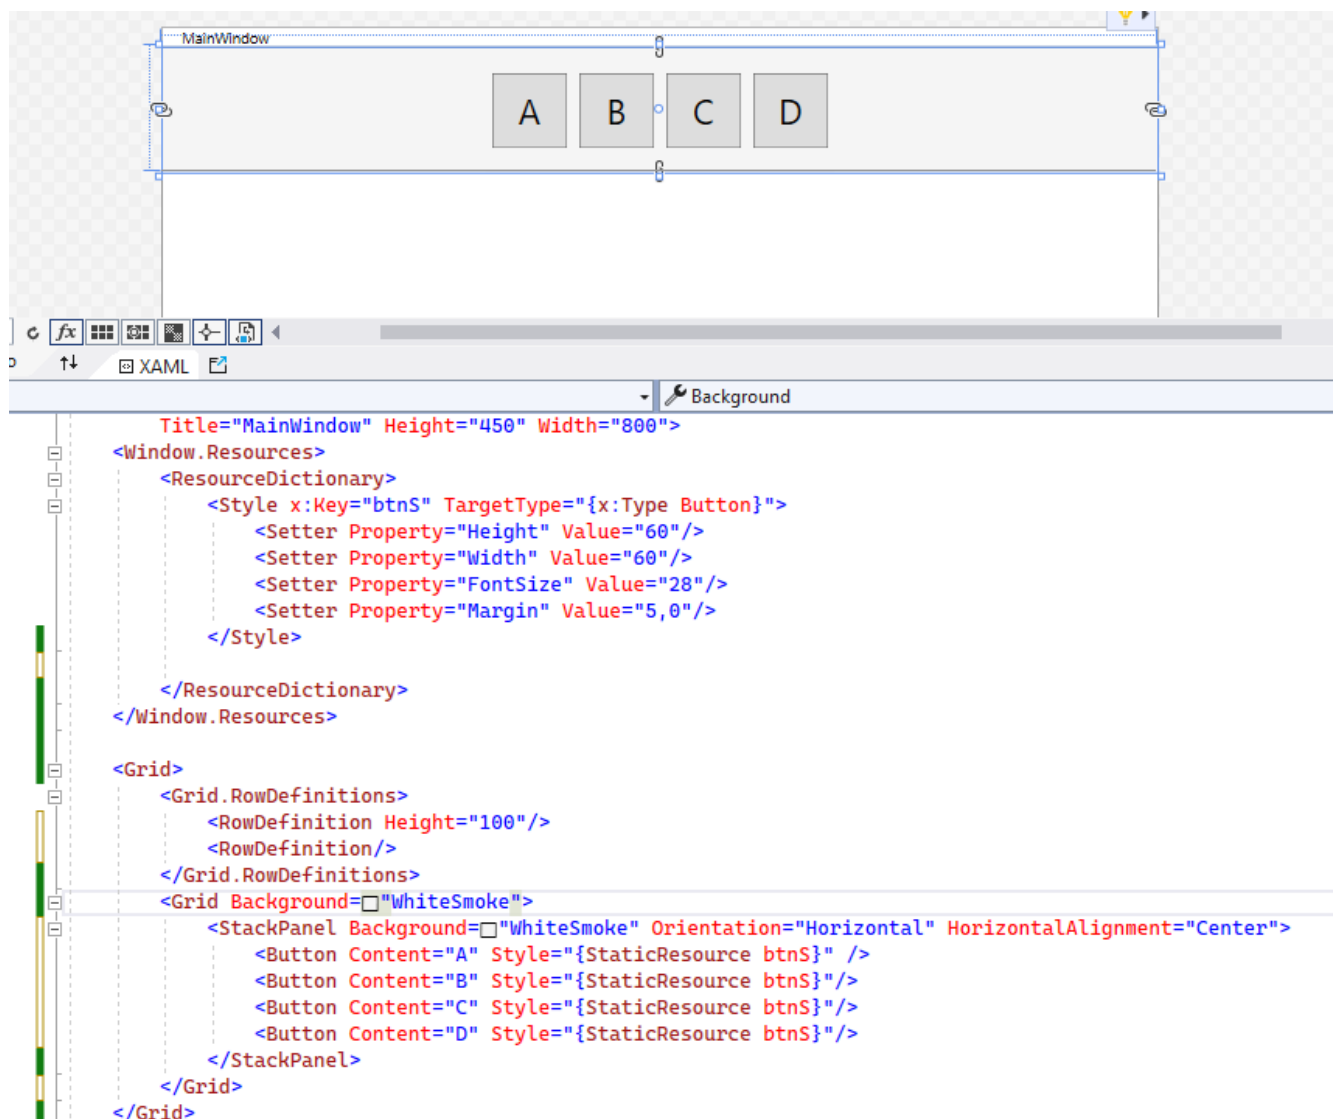 MainWindow
A B C D
fx
XAML
Background
Title="MainWindow" Height="450" Width="800">
<Window.Resources>
<ResourceDictionary>
<Style x:Key="btnS" TargetType="{x:Type Button}">
<Setter Property="Height" Value="60"/>
<Setter Property="Width" Value="60"/>
<Setter Property="FontSize" Value="28"/>
<Setter Property="Margin" Value="5,0"/>
</Style>
</ResourceDictionary>
</Window.Resources>
<Grid>
<Grid.RowDefinitions>
<RowDefinition Height="100"/>
<RowDefinition/>
</Grid.RowDefinitions>
<Grid Background="WhiteSmoke">
<StackPanel Background="WhiteSmoke" Orientation="Horizontal" HorizontalAlignment="Center">
<Button Content="A" Style="{StaticResource btnS}" />
<Button Content="B" Style="{StaticResource btnS}"/>
<Button Content="C" Style="{StaticResource btnS}"/>
<Button Content="D" Style="{StaticResource btnS}"/>
</StackPanel>
</Grid>
</Grid>